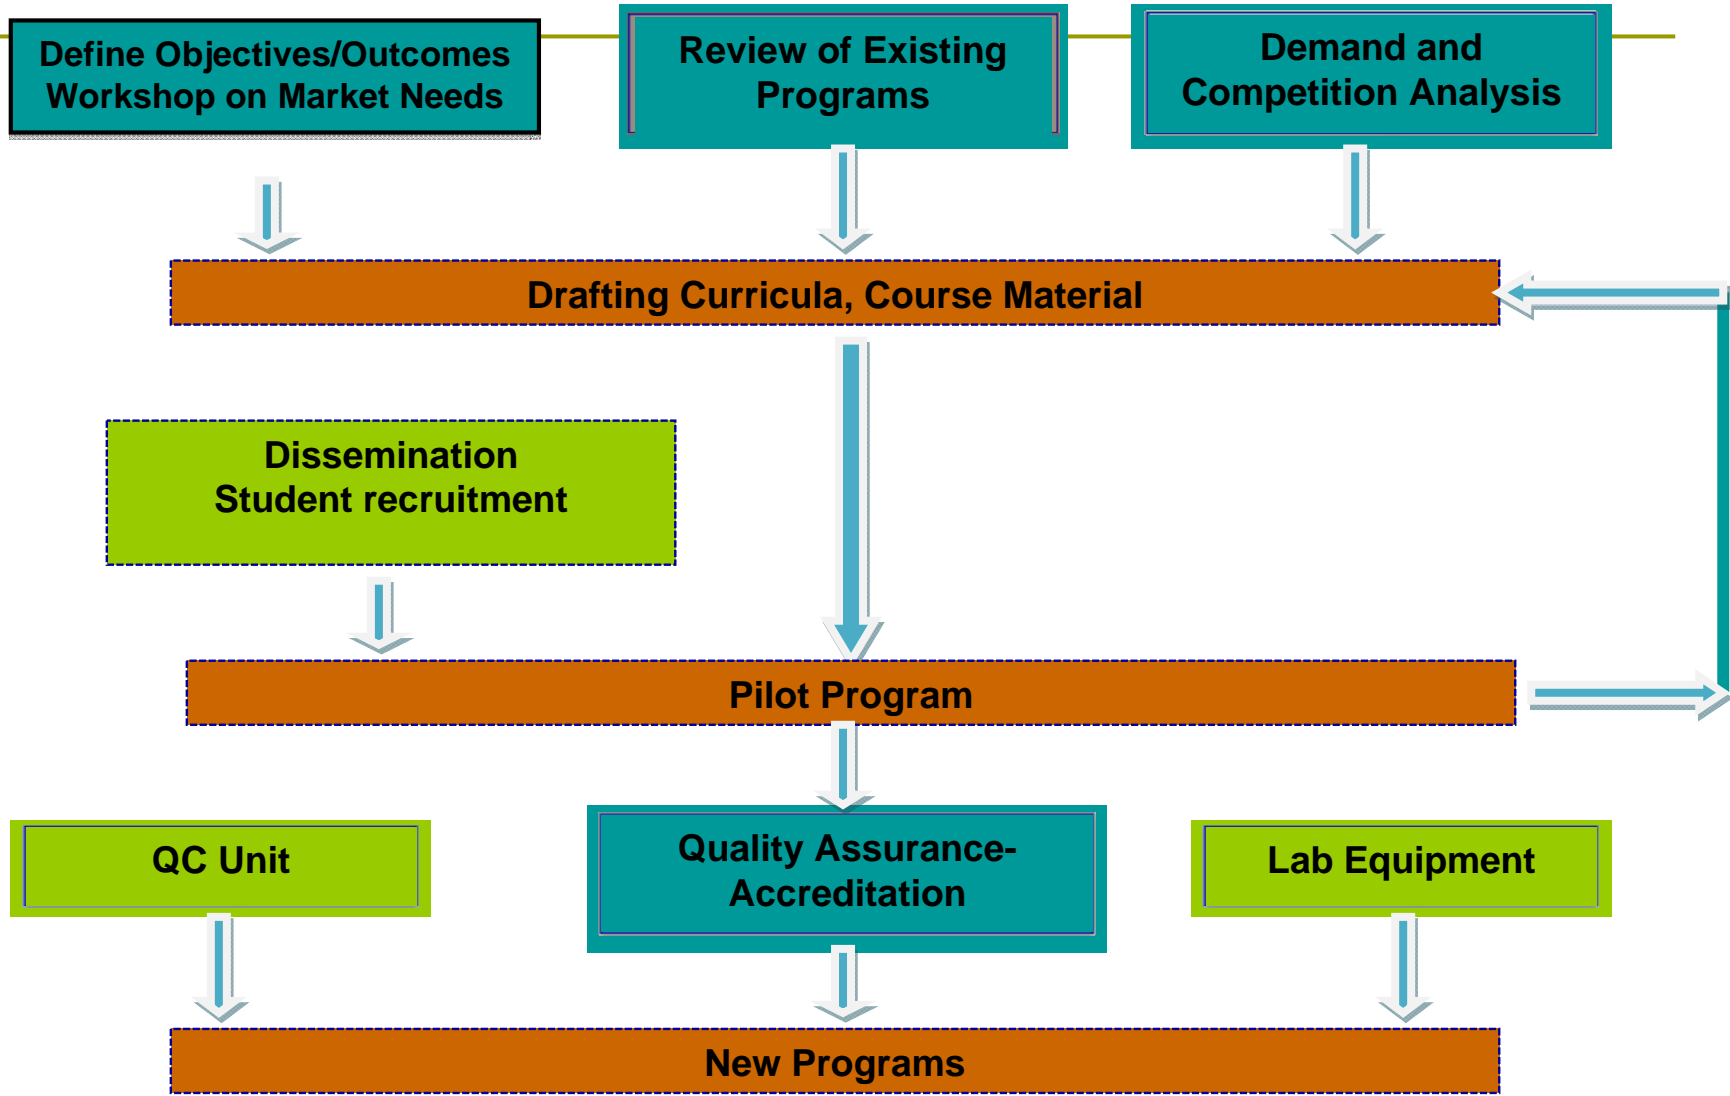 Define Objectives/Outcomes
Workshop on Market Needs
Review of Existing
Programs
Demand and
Competition Analysis
Drafting Curricula, Course Material
Dissemination
Student recruitment
Pilot Program
QC Unit
Quality Assurance-
Accreditation
Lab Equipment
New Programs